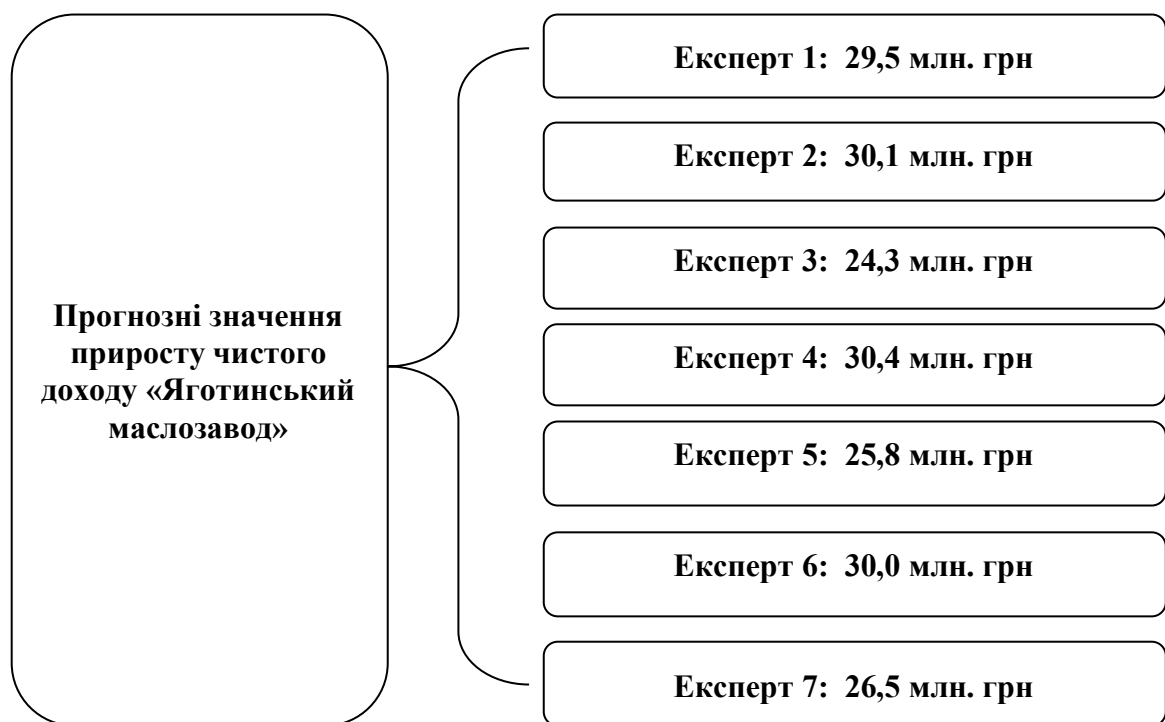 Прогнозні значення
приросту чистого
доходу «Яготинський
маслозавод»
Експерт 1: 29,5 млн. грн
Експерт 2: 30,1 млн. грн
Експерт 3: 24,3 млн. грн
Експерт 4: 30,4 млн. грн
Експерт 5: 25,8 млн. грн
Експерт 6: 30,0 млн. грн
Експерт 7: 26,5 млн. грн